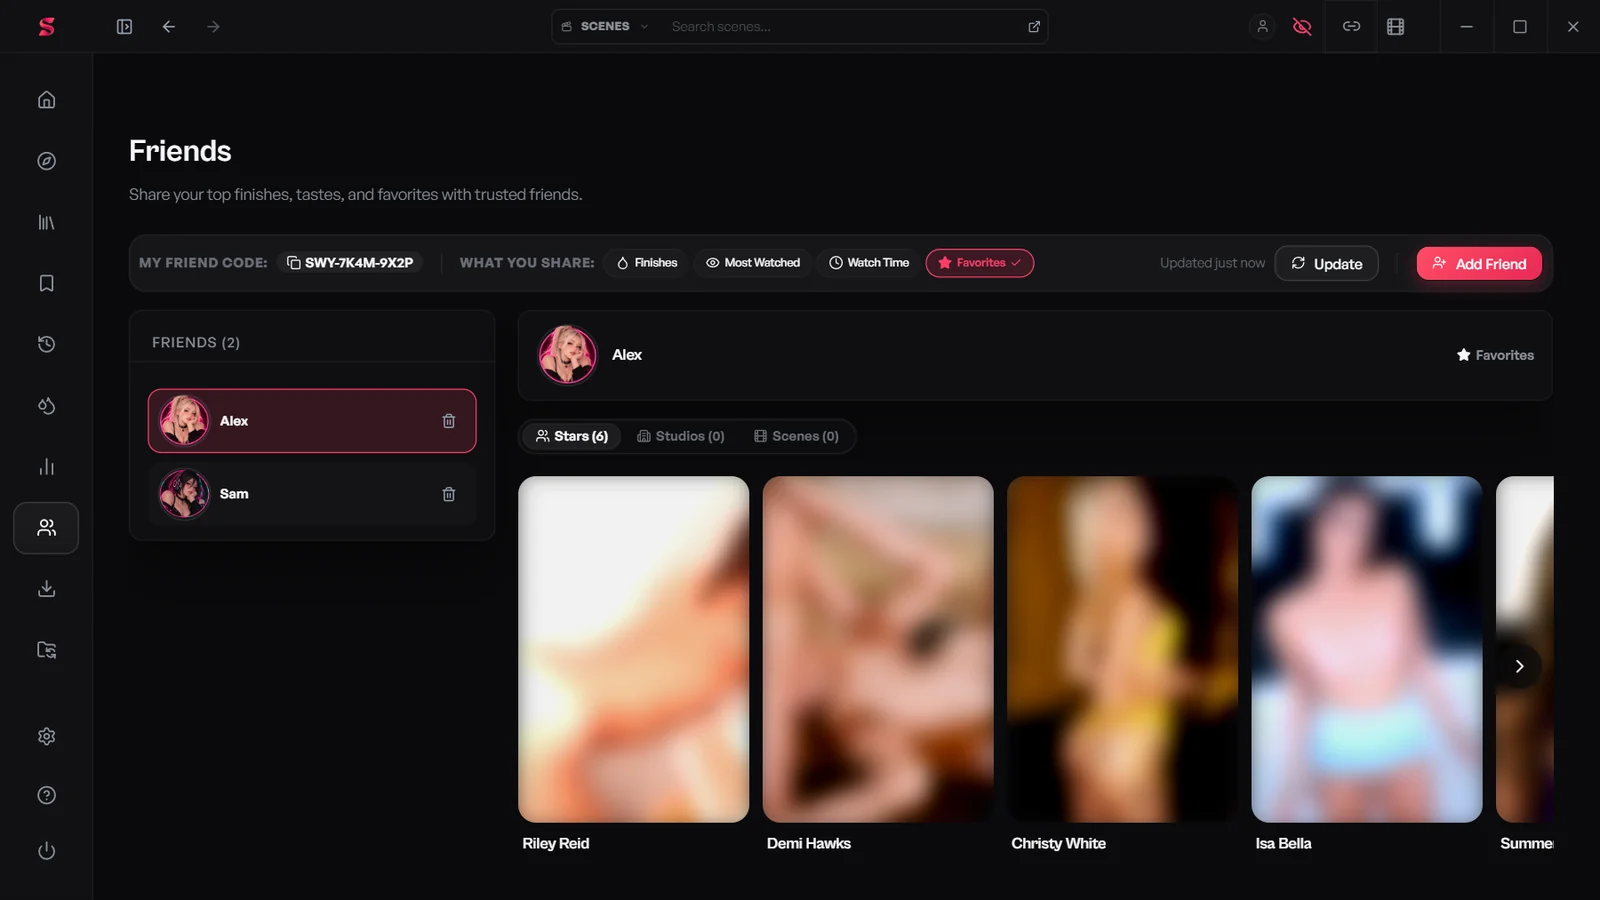 SCENES
Search scenes...
Friends
Share your top finishes, tastes, and favorites with trusted friends.
MY FRIEND CODE: SWY-7K4M-9X2P WHAT YOU SHARE: Finishes Most Watched Watch Time Favorites Updated just now Update Add Friend
FRIENDS (2)
Alex
Sam
Alex
Favorites
Stars (6) Studios (0) Scenes (0)
Riley Reid Demi Hawks Christy White Isa Bella Summe